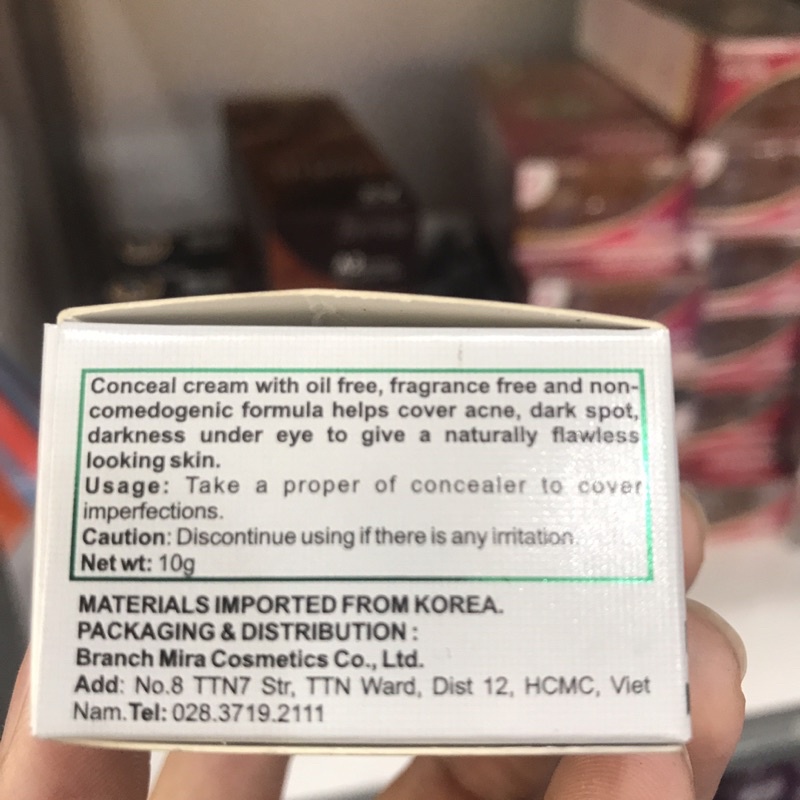 Conceal cream with oil free, fragrance free and non-
comedogenic formula helps cover acne, dark spot,
darkness under eye to give a naturally flawless
looking skin.
Usage: Take a proper of concealer to cover
imperfections.
Caution: Discontinue using if there is any irritation.
Net wt: 10g
MATERIALS IMPORTED FROM KOREA.
PACKAGING & DISTRIBUTION :
Branch Mira Cosmetics Co., Ltd.
Add: No.8 TTN7 Str, TTN Ward, Dist 12, HCMC, Viet
Nam.Tel: 028.3719.2111